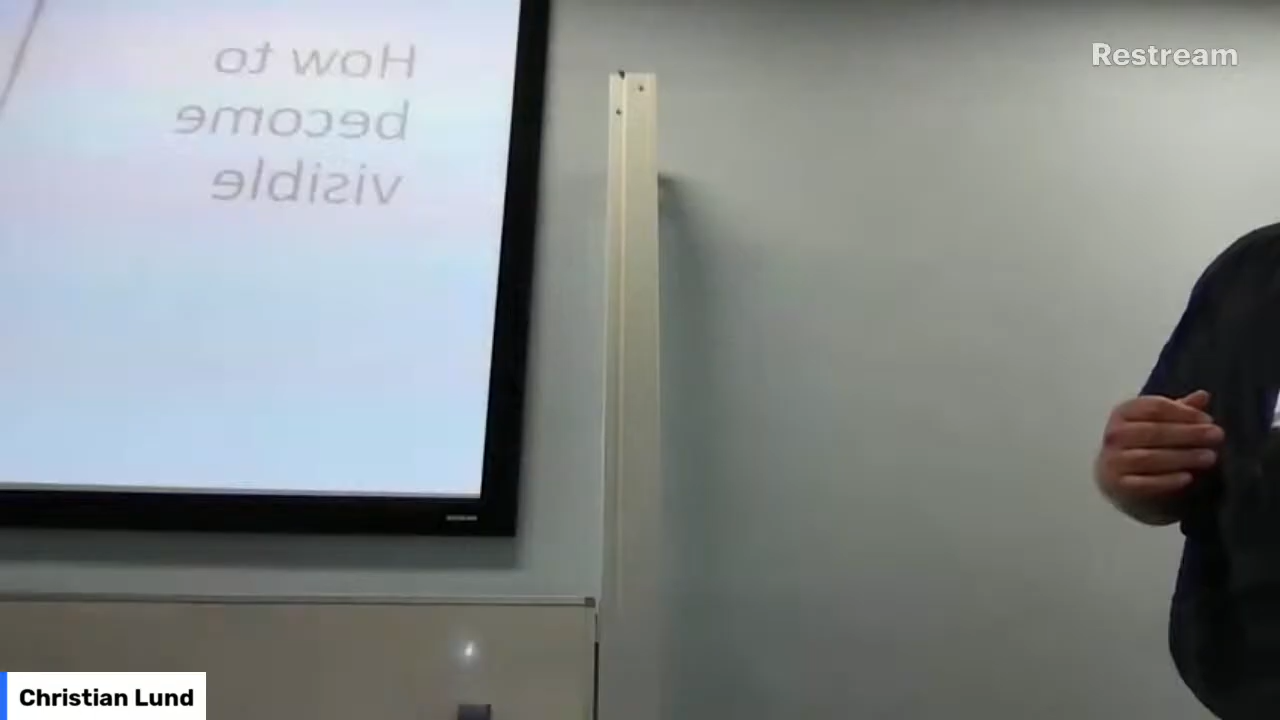 How to
become
visible
Restream
Christian Lund